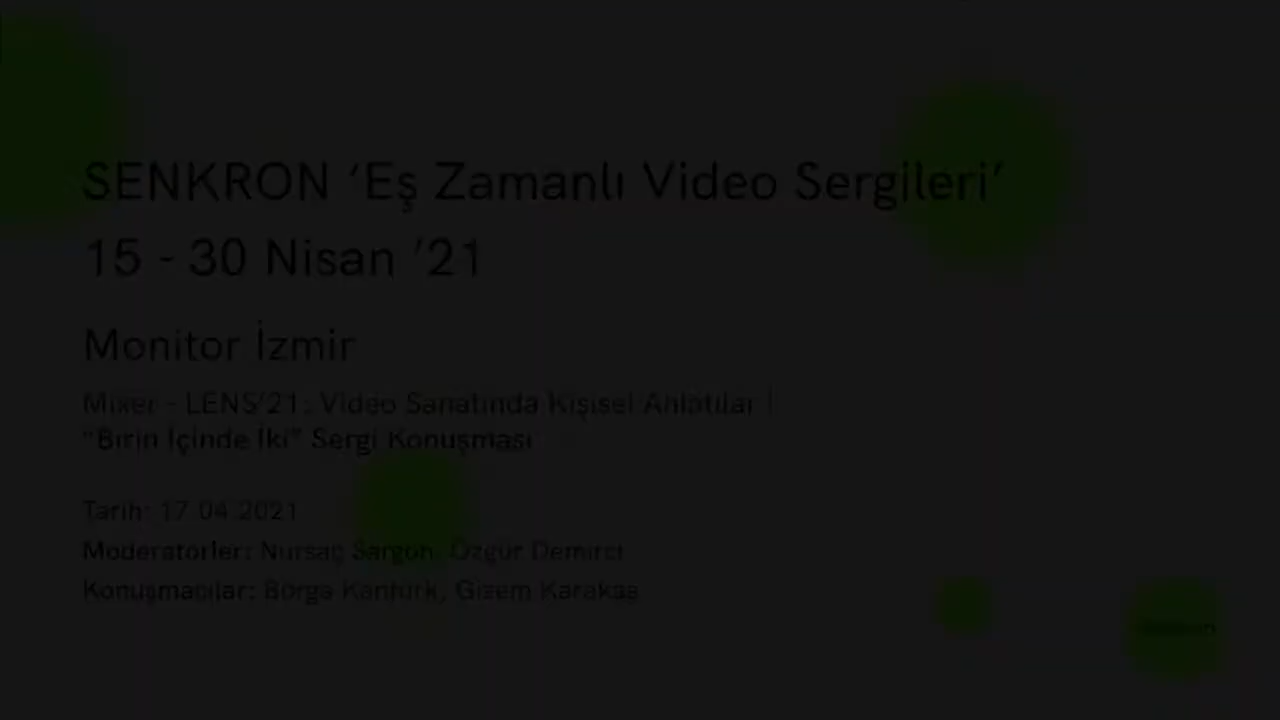 SENKRON ‘Eş Zamanlı Video Sergileri’
15 - 30 Nisan ’21
Monitor İzmir
Mixer - LENS’21: Video Sanatında Kişisel Anlatılar |
“Birin İçinde İki” Sergi Konuşması
Tarih: 17.04.2021
Moderatörler: Nursaç Sargon, Özgür Demirci
Konuşmacılar: Borga Kantürk, Gizem Karakaş